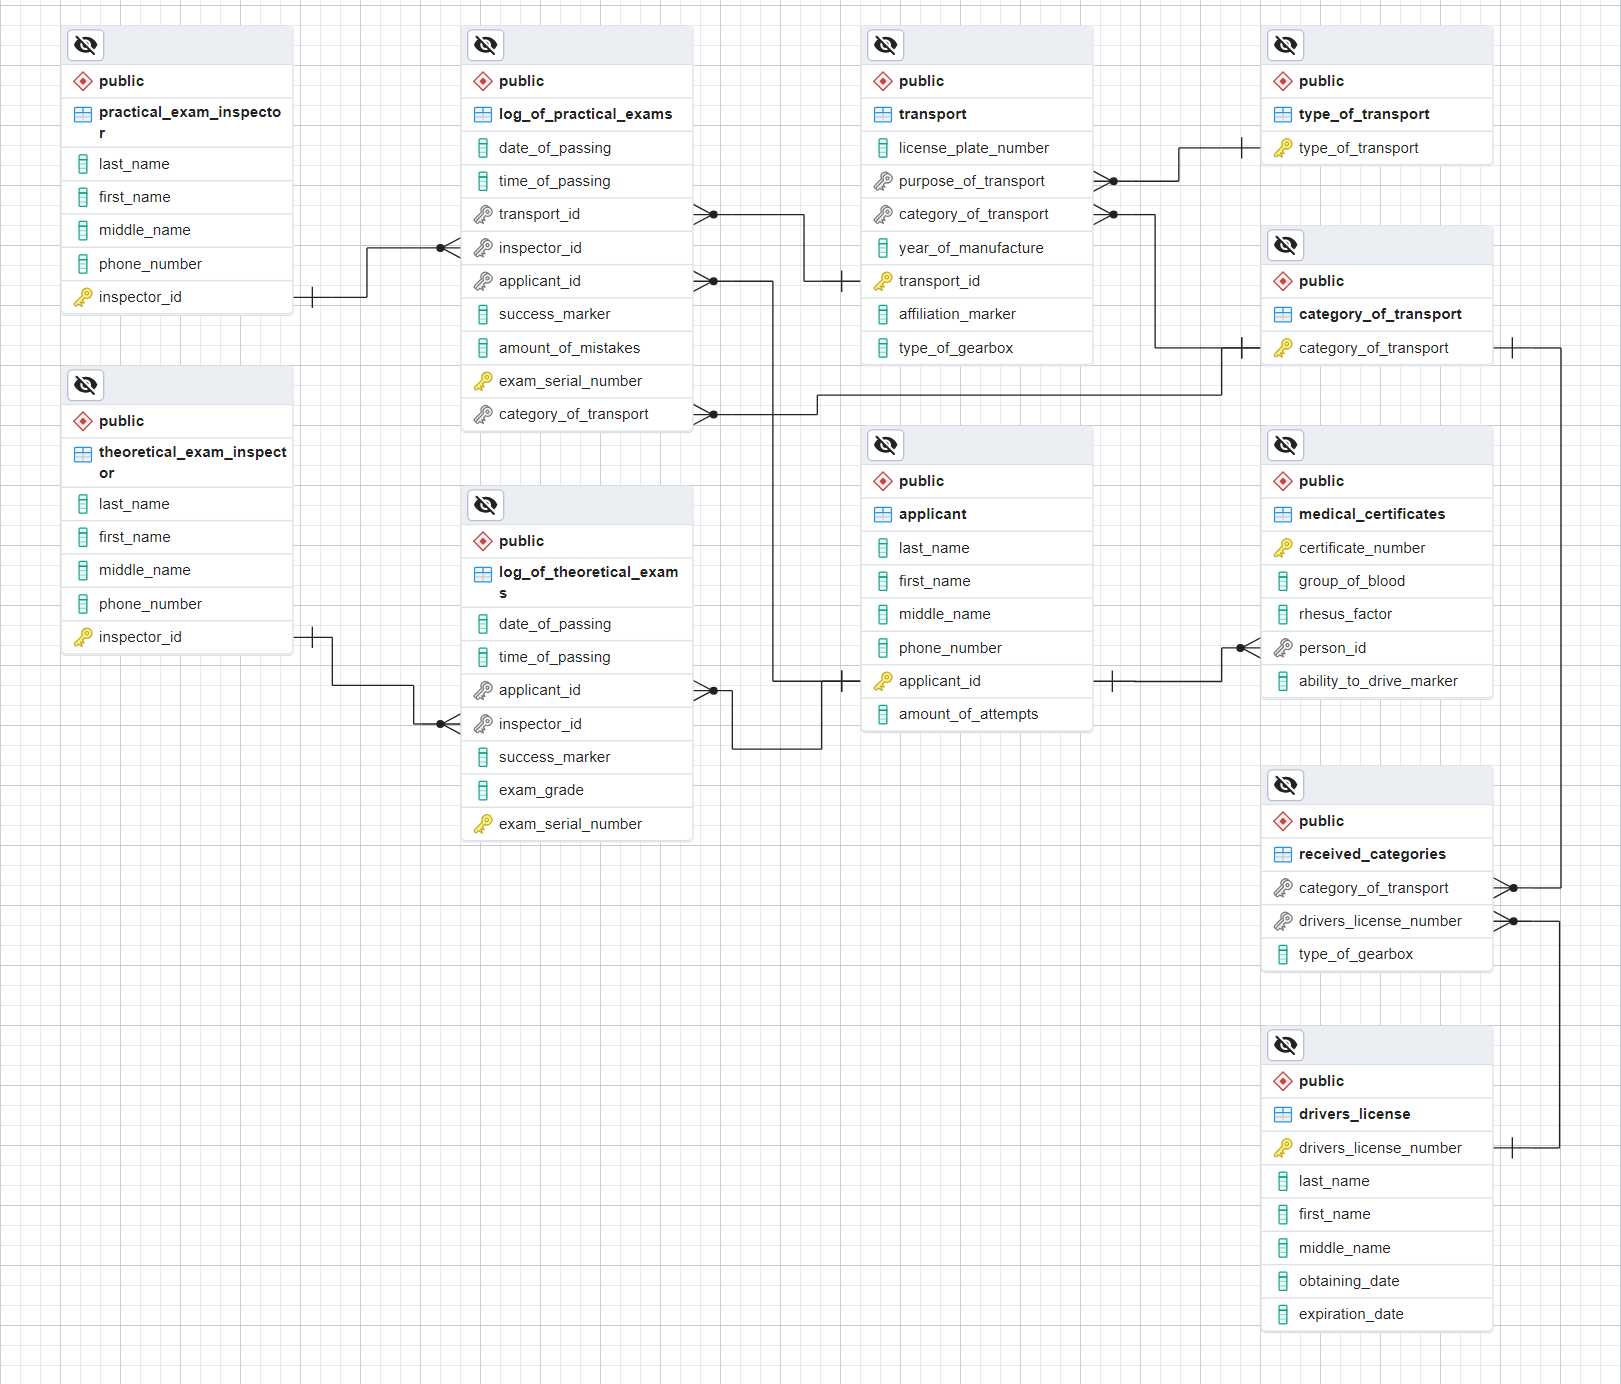 public
practical_exam_inspecto
r
last_name
first_name
middle_name
phone_number
inspector_id
public
theoretical_exam_inspect
or
last_name
first_name
middle_name
phone_number
inspector_id
public
log_of_practical_exams
date_of_passing
time_of_passing
transport_id
inspector_id
applicant_id
success_marker
amount_of_mistakes
exam_serial_number
category_of_transport
public
log_of_theoretical_exam
s
date_of_passing
time_of_passing
applicant_id
inspector_id
success_marker
exam_grade
exam_serial_number
public
transport
license_plate_number
purpose_of_transport
category_of_transport
year_of_manufacture
transport_id
affiliation_marker
type_of_gearbox
public
applicant
last_name
first_name
middle_name
phone_number
applicant_id
amount_of_attempts
public
type_of_transport
type_of_transport
public
category_of_transport
category_of_transport
public
medical_certificates
certificate_number
group_of_blood
rhesus_factor
person_id
ability_to_drive_marker
public
received_categories
category_of_transport
drivers_license_number
type_of_gearbox
public
drivers_license
drivers_license_number
last_name
first_name
middle_name
obtaining_date
expiration_date